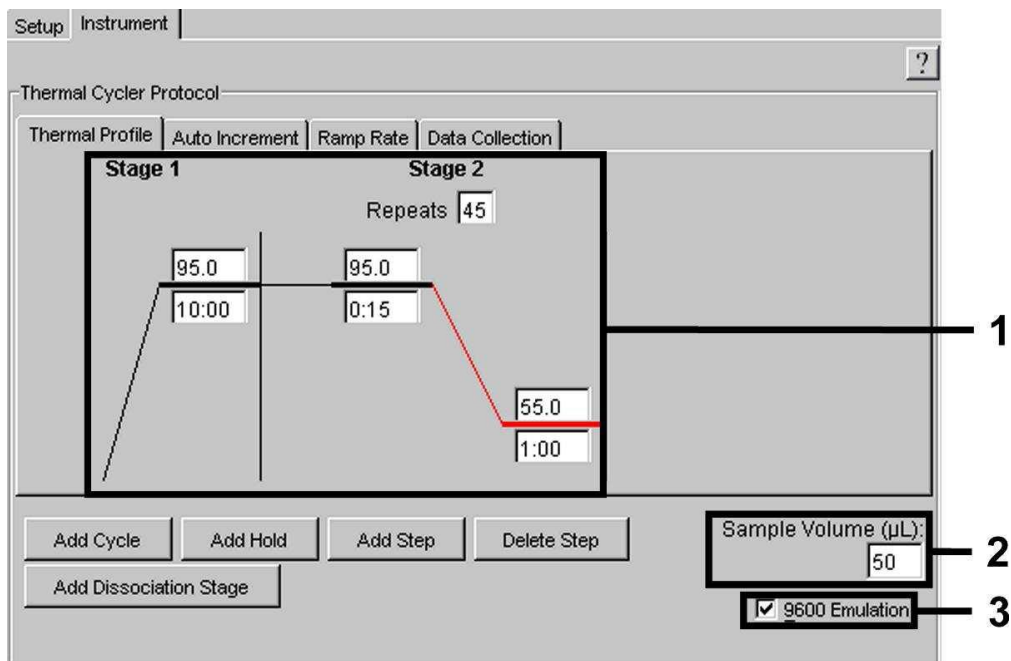 Setup Instrument
?
Thermal Cycler Protocol
Thermal Profile Auto Increment Ramp Rate Data Collection
Stage 1 Stage 2
Repeats 45
95.0 95.0
10:00 0:15
1
55.0
1:00
Add Cycle Add Hold Add Step Delete Step
Sample Volume (µL):
50
2
Add Dissociation Stage
9600 Emulation
3